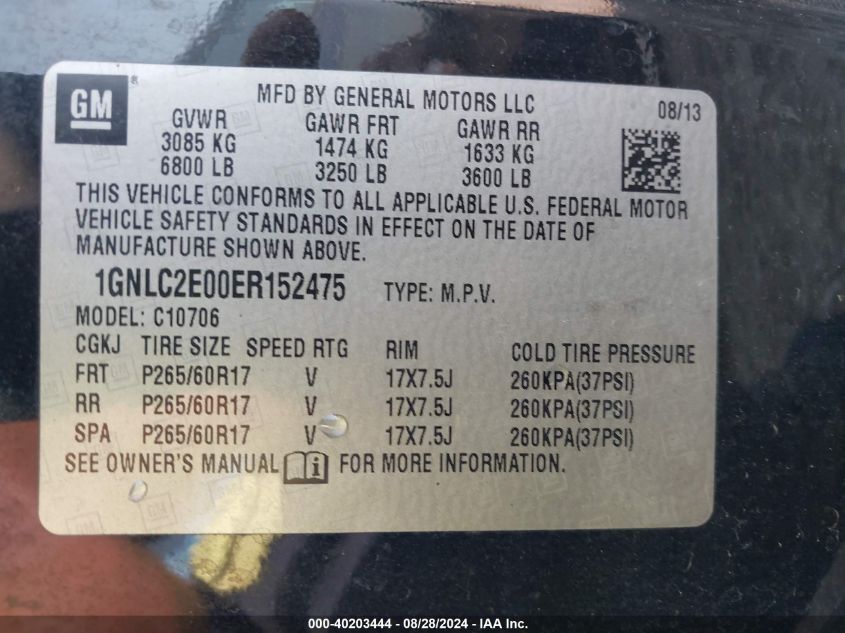 GM
MFD BY GENERAL MOTORS LLC
08/13
GVWR GAWR FRT GAWR RR
3085 KG 1474 KG 1633 KG
6800 LB 3250 LB 3600 LB
THIS VEHICLE CONFORMS TO ALL APPLICABLE U.S. FEDERAL MOTOR
VEHICLE SAFETY STANDARDS IN EFFECT ON THE DATE OF
MANUFACTURE SHOWN ABOVE.
1GNLC2E00ER152475 TYPE: M.P.V.
MODEL: C10706
CGKJ TIRE SIZE SPEED RTG RIM COLD TIRE PRESSURE
FRT P265/60R17 V 17X7.5J 260KPA(37PSI)
RR P265/60R17 V 17X7.5J 260KPA(37PSI)
SPA P265/60R17 V 17X7.5J 260KPA(37PSI)
SEE OWNER'S MANUAL i FOR MORE INFORMATION.
000-40203444 - 08/28/2024 - IAA Inc.